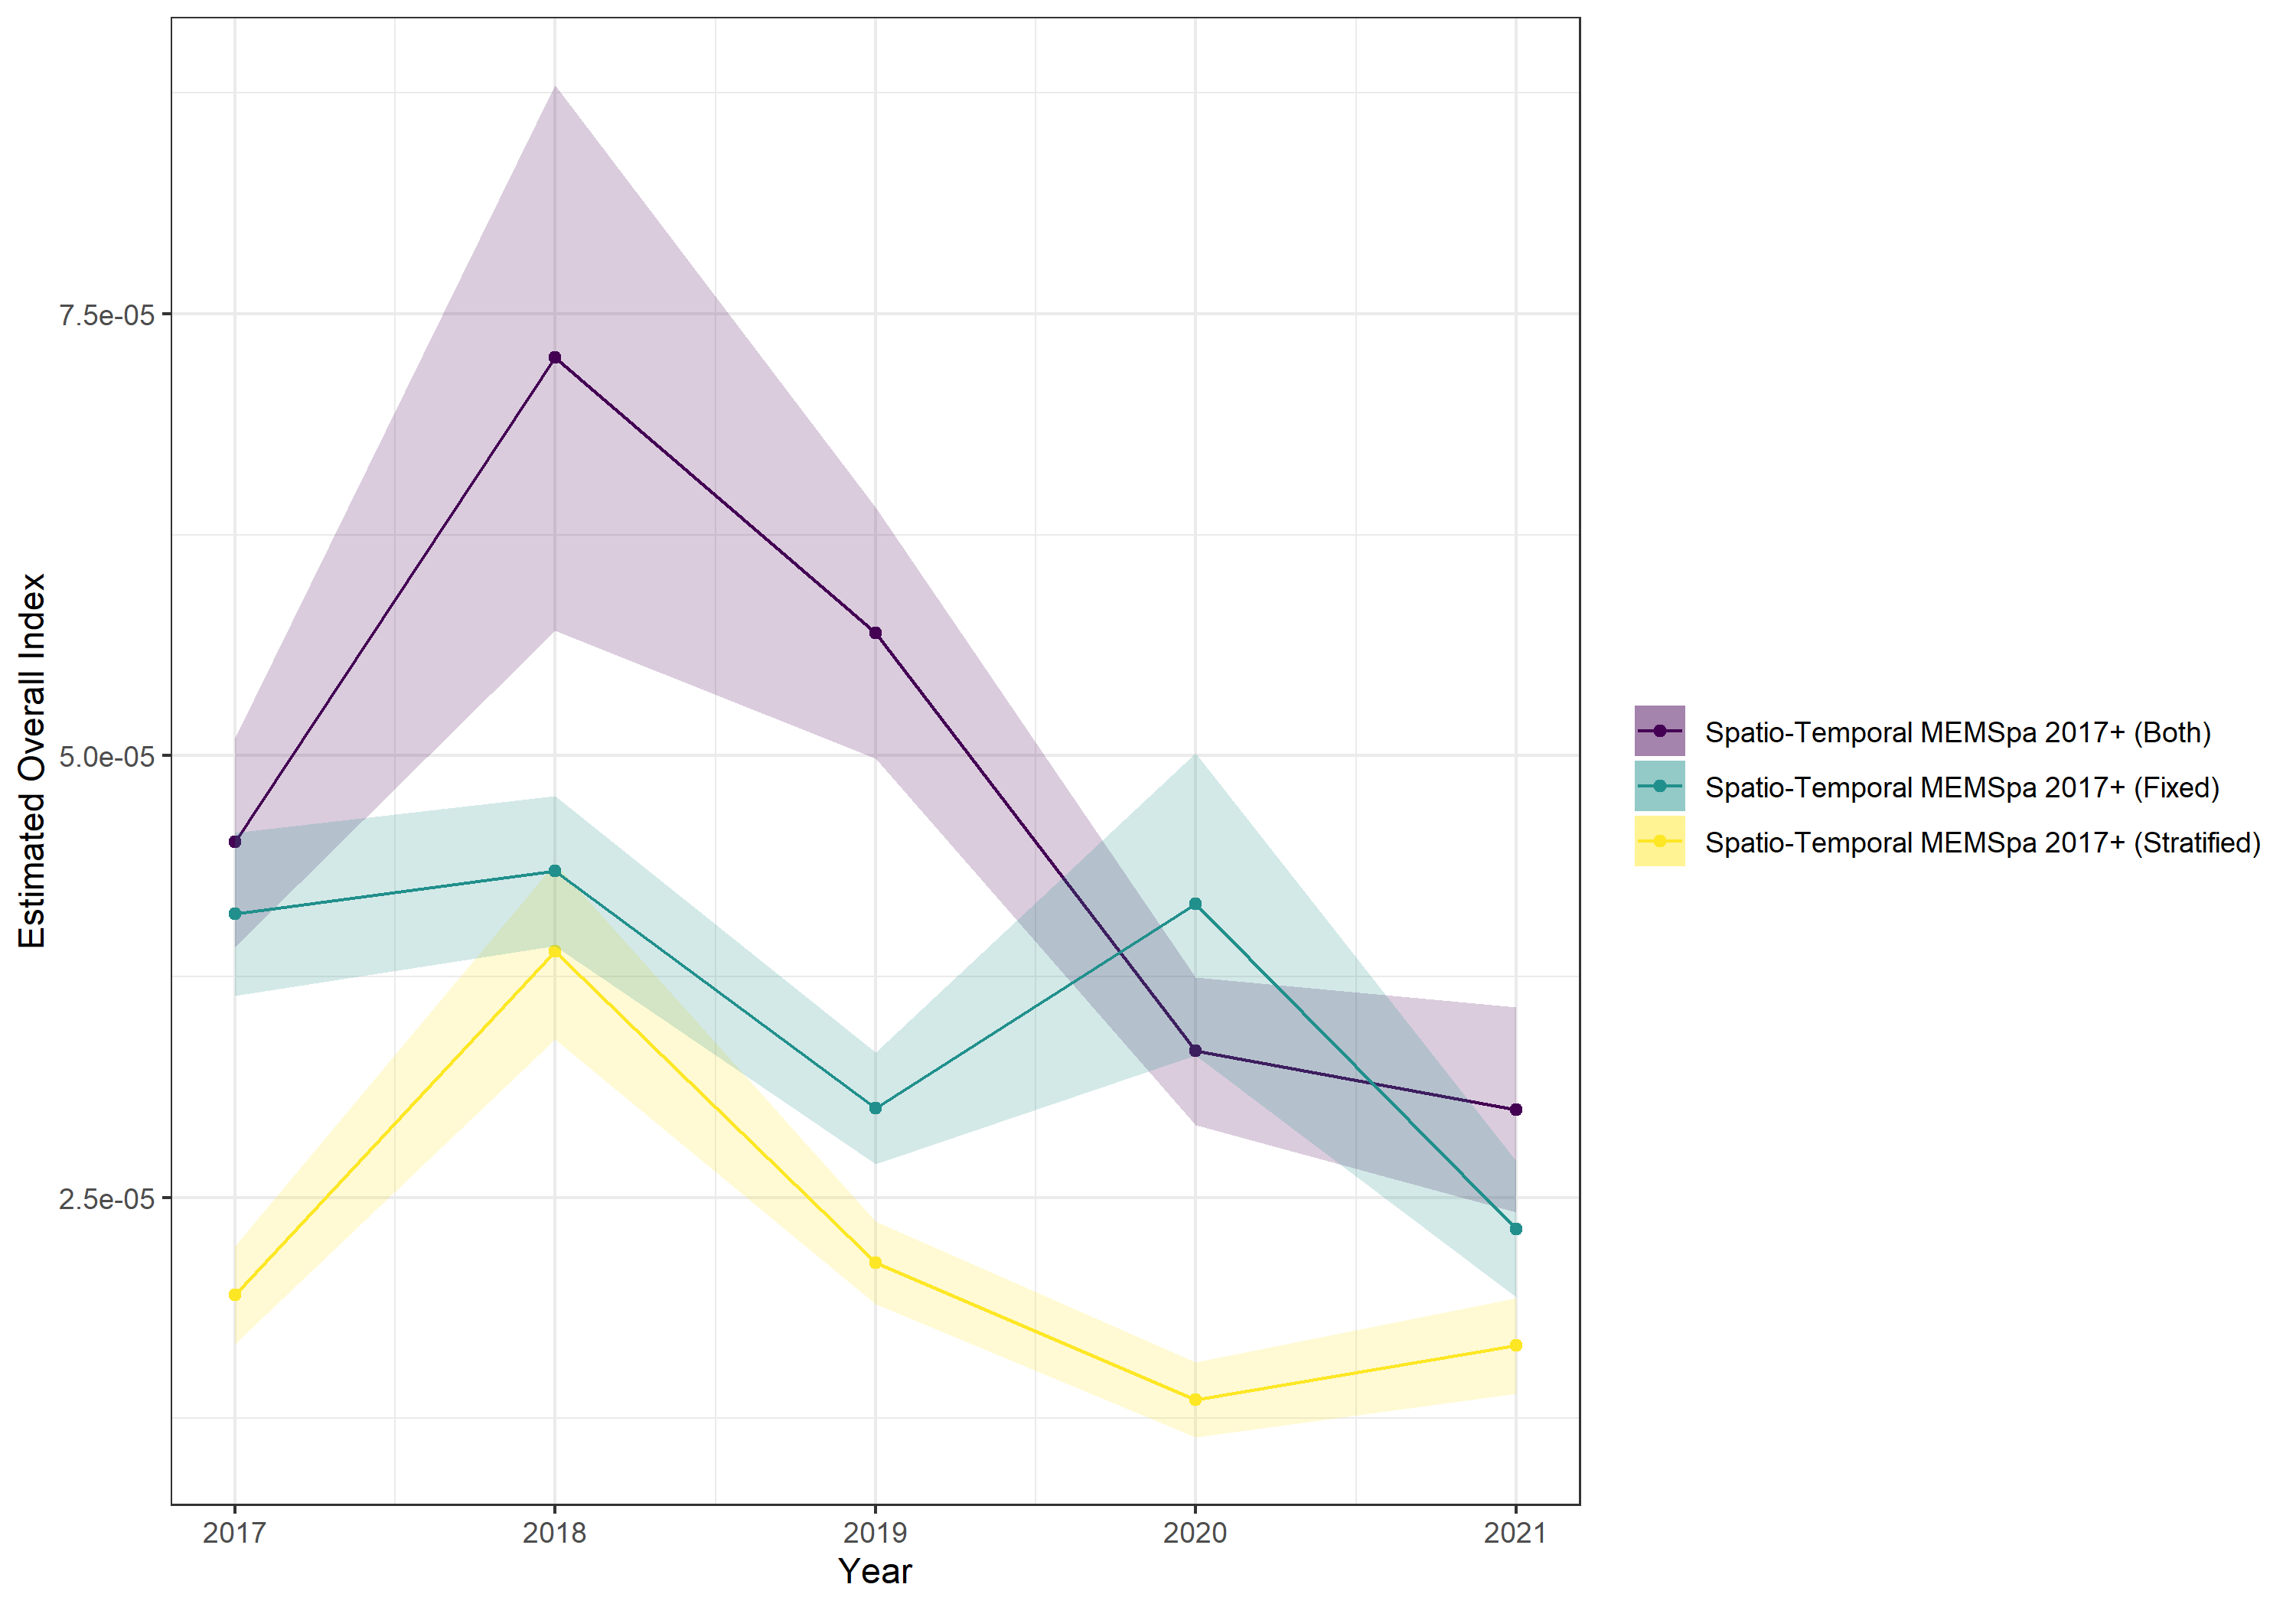 Estimated Overall Index
7.5e-05
5.0e-05
2.5e-05
2017 2018 2019 2020 2021
Year
Spatio-Temporal MEMSpa 2017+ (Both)
Spatio-Temporal MEMSpa 2017+ (Fixed)
Spatio-Temporal MEMSpa 2017+ (Stratified)